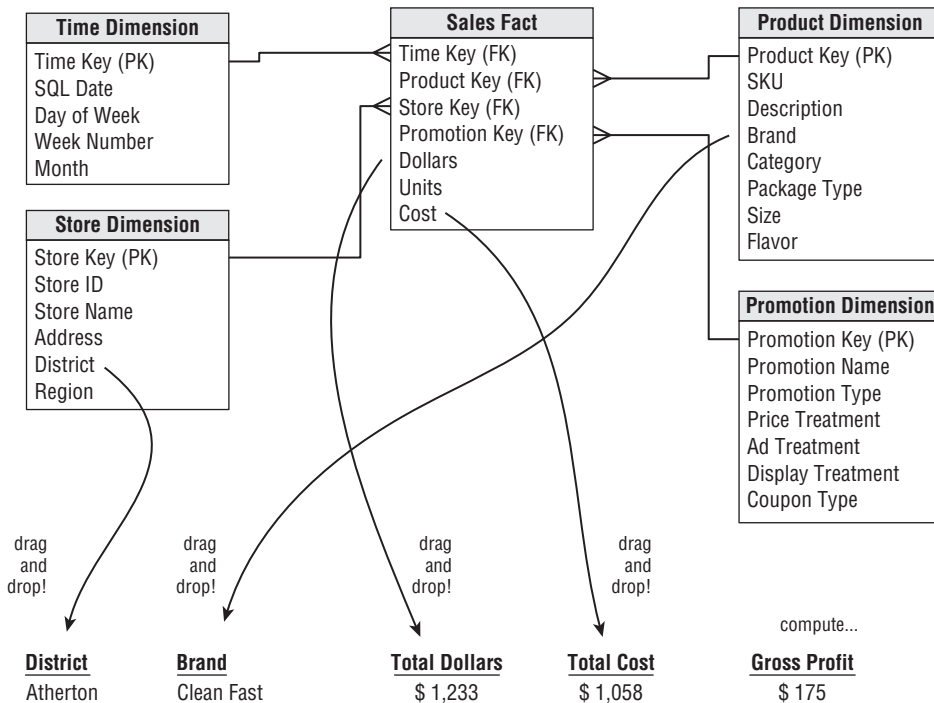 Time Dimension
Time Key (PK)
SQL Date
Day of Week
Week Number
Month
Sales Fact
Time Key (FK)
Product Key (FK)
Store Key (FK)
Promotion Key (FK)
Dollars
Units
Cost
Product Dimension
Product Key (PK)
SKU
Description
Brand
Category
Package Type
Size
Flavor
Store Dimension
Store Key (PK)
Store ID
Store Name
Address
District
Region
Promotion Dimension
Promotion Key (PK)
Promotion Name
Promotion Type
Price Treatment
Ad Treatment
Display Treatment
Coupon Type
drag
and
drop!
drag
and
drop!
drag
and
drop!
drag
and
drop!
compute...
District Brand Total Dollars Total Cost Gross Profit
Atherton Clean Fast $ 1,233 $ 1,058 $ 175